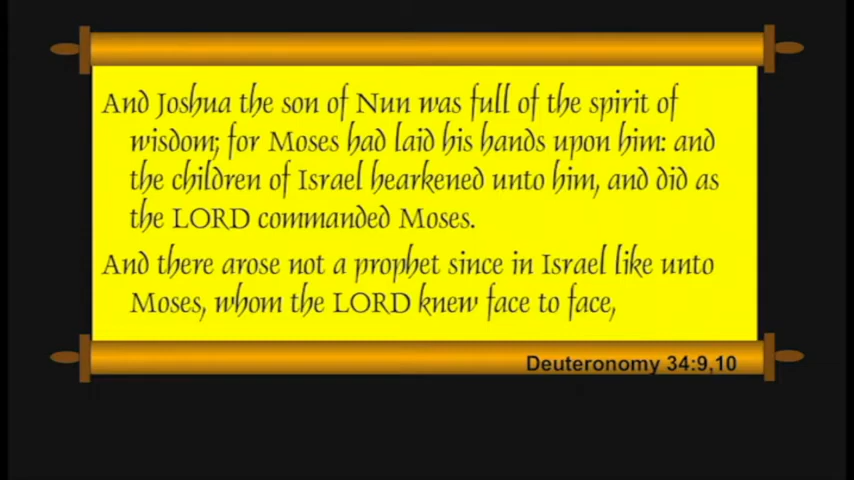 And Joshua the son of Nun was full of the spirit of
wisdom; for Moses had laid his hands upon him: and
the children of Israel hearkened unto him, and did as
the LORD commanded Moses.
And there arose not a prophet since in Israel like unto
Moses, whom the LORD knew face to face,
Deuteronomy 34:9,10